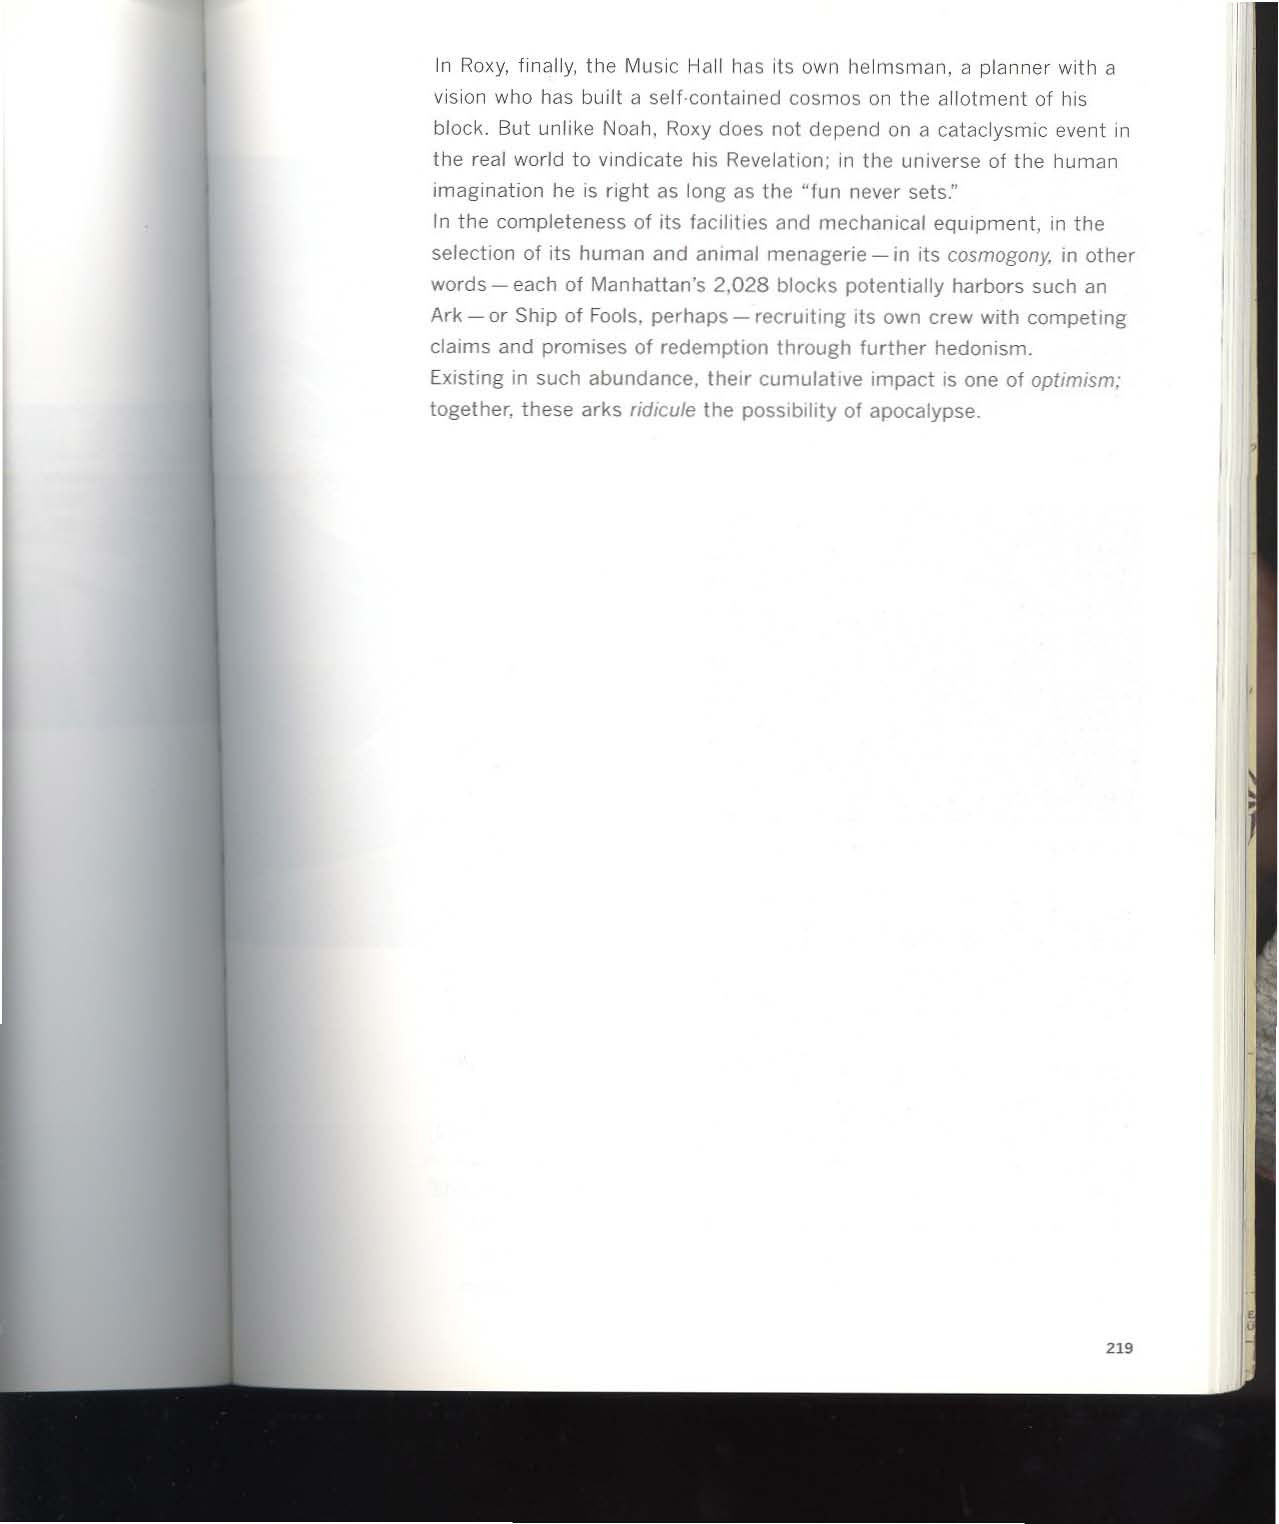 In Roxy, finally, the Music Hall has its own helmsman, a planner with a
vision who has built a self-contained cosmos on the allotment of his
block. But unlike Noah, Roxy does not depend on a cataclysmic event in
the real world to vindicate his Revelation; in the universe of the human
imagination he is right as long as the “fun never sets.”
In the completeness of its facilities and mechanical equipment, in the
selection of its human and animal menagerie — in its cosmogony, in other
words — each of Manhattan’s 2,028 blocks potentially harbors such an
Ark — or Ship of Fools, perhaps — recruiting its own crew with competing
claims and promises of redemption through further hedonism.
Existing in such abundance, their cumulative impact is one of optimism;
together, these arks ridicule the possibility of apocalypse.
219